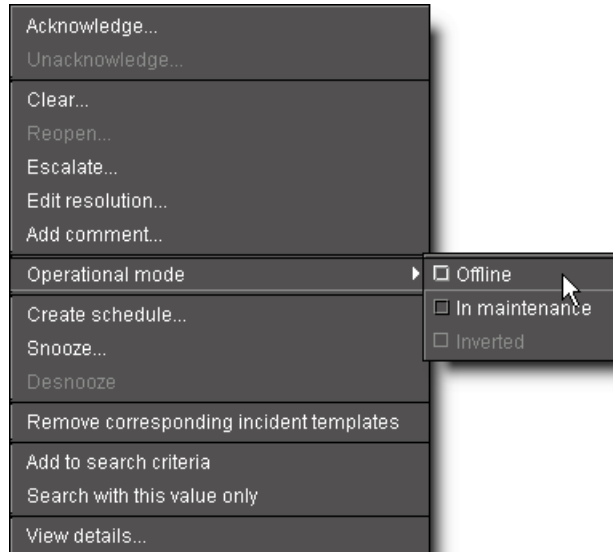 Acknowledge...
Unacknowledge...
Clear...
Reopen...
Escalate...
Edit resolution...
Add comment...
Operational mode
Offline
In maintenance
Inverted
Create schedule...
Snooze...
Desnooze
Remove corresponding incident templates
Add to search criteria
Search with this value only
View details...